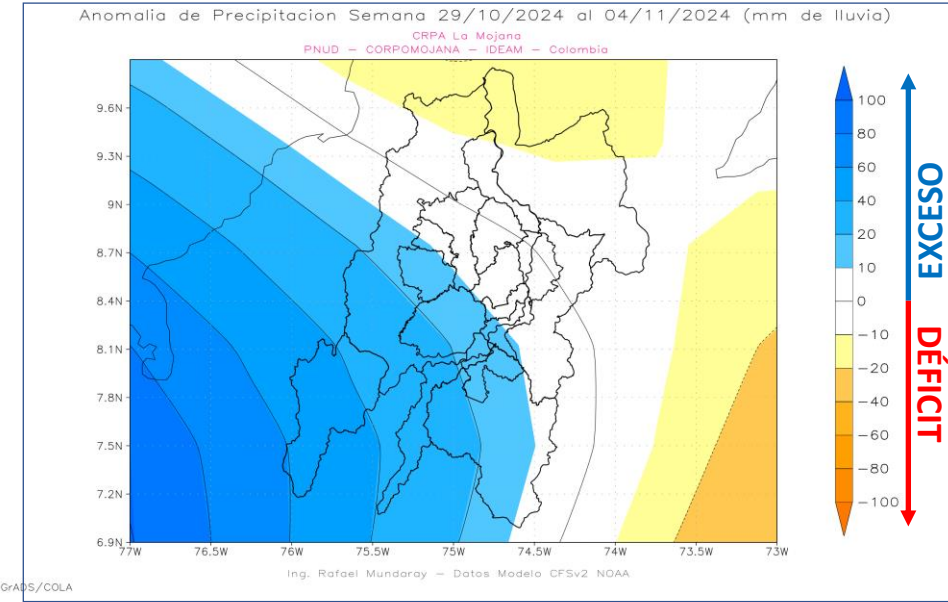 Anomalia de Precipitacion Semana 29/10/2024 al 04/11/2024 (mm de lluvia)
CRPA La Mojana
PNUD – CORPOMOJANA – IDEAM – Colombia
9.6N
9.3N
9N
8.7N
8.4N
8.1N
7.8N
7.5N
7.2N
6.9N
77W
76.5W
76W
75.5W
75W
74.5W
74W
73.5W
73W
100
80
60
40
20
10
0
−10
−20
−40
−60
−80
−100
EXCESO
DÉFICIT
Ing. Rafael Mundaray – Datos Modelo CFSv2 NOAA
GrADS/COLA